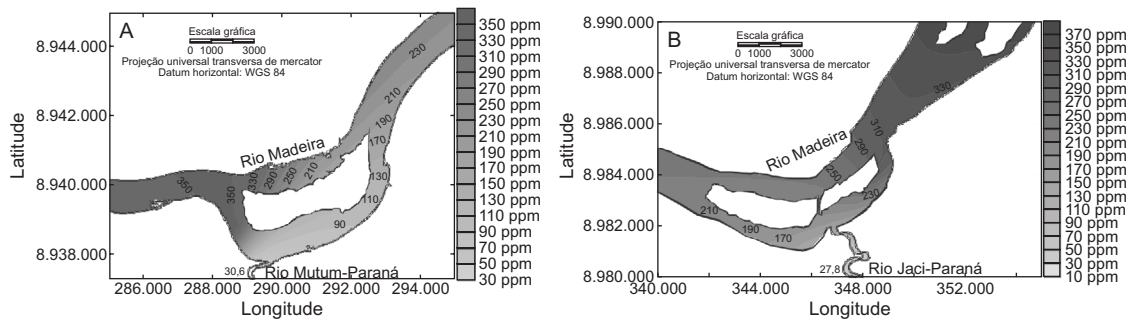 A
Escala gráfica
0 1000 3000
Projeção universal transversa de mercator
Datum horizontal: WGS 84
Latitude
8.944.000
8.942.000
8.940.000
8.938.000
Rio Madeira
230
210
190
170
130
110
90
350
350
330
290
250
210
30,6
Rio Mutum-Paraná
286.000 288.000 290.000 292.000 294.000
Longitude
350 ppm
330 ppm
310 ppm
290 ppm
270 ppm
250 ppm
230 ppm
210 ppm
190 ppm
170 ppm
150 ppm
130 ppm
110 ppm
90 ppm
70 ppm
50 ppm
30 ppm
B
Escala gráfica
0 1000 3000
Projeção universal transversa de mercator
Datum horizontal: WGS 84
Latitude
8.990.000
8.988.000
8.986.000
8.984.000
8.982.000
8.980.000
Rio Madeira
330
310
290
250
230
210
190
170
27,8
Rio Jaci-Paraná
340.000 344.000 348.000 352.000
Longitude
370 ppm
350 ppm
330 ppm
310 ppm
290 ppm
270 ppm
250 ppm
230 ppm
210 ppm
190 ppm
170 ppm
150 ppm
130 ppm
110 ppm
90 ppm
70 ppm
50 ppm
30 ppm
10 ppm